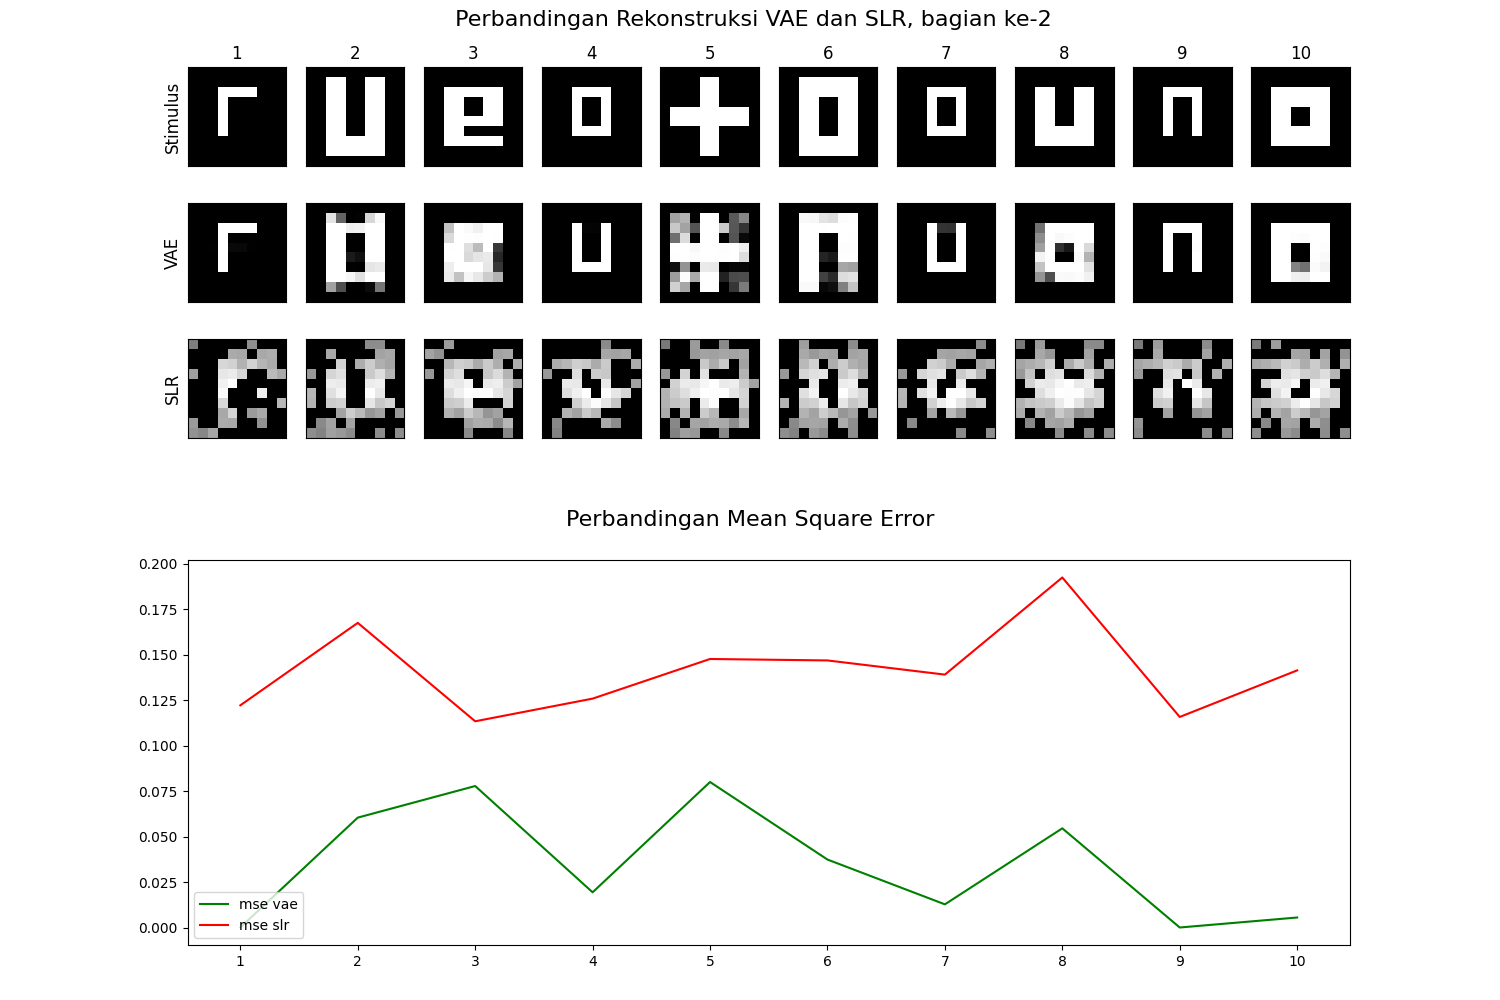 Perbandingan Rekonstruksi VAE dan SLR, bagian ke-2
1 2 3 4 5 6 7 8 9 10
Stimulus
VAE
SLR
Perbandingan Mean Square Error
0.200
0.175
0.150
0.125
0.100
0.075
0.050
0.025
0.000
mse vae
mse slr
1 2 3 4 5 6 7 8 9 10